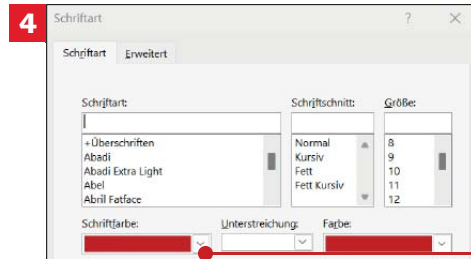 4
Schriftart ? ×
Schriftart Erweitert
Schriftart: Schriftschnitt: Größe:
+Überschriften Normal 8
Abadi Kursiv 9
Abadi Extra Light Fett 10
Abel Fett Kursiv 11
Abril Fatface 12
Schriftfarbe: Unterstreichung: Farbe: